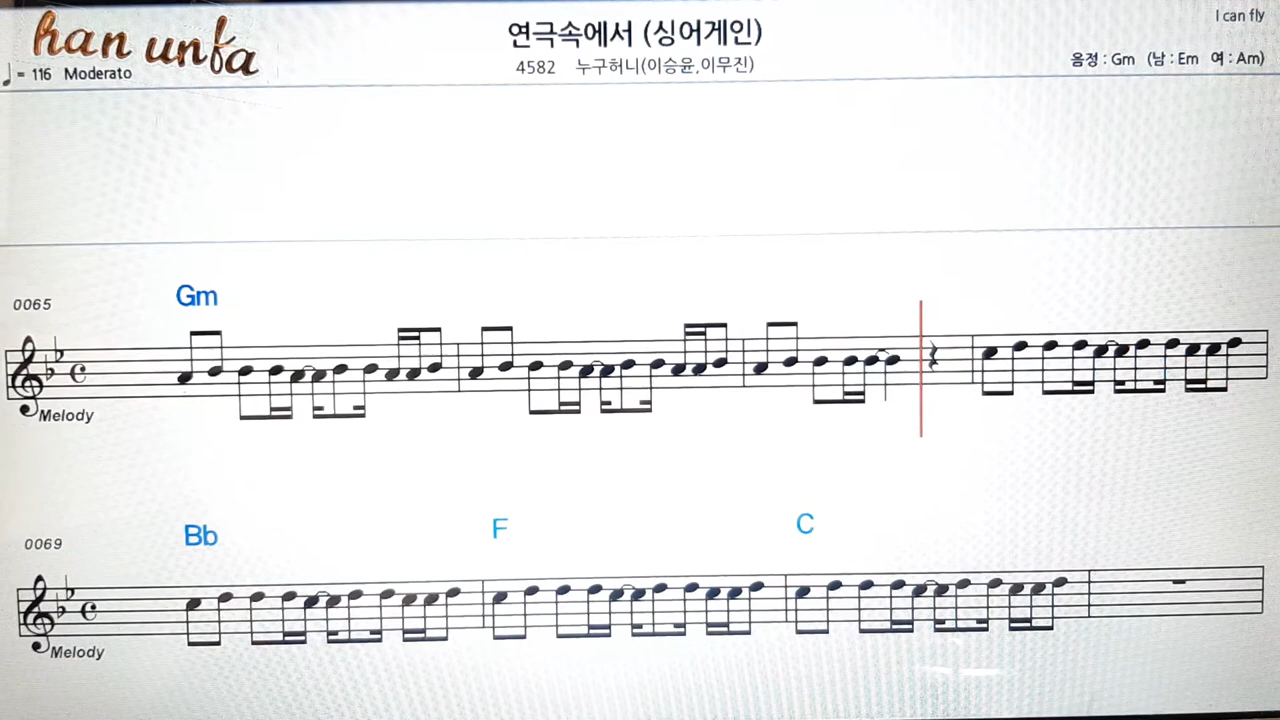 han unfa
연극속에서 (싱어게인)
I can fly
♩= 116 Moderato
4582 누구허니(이승윤,이무진)
음정 : Gm (남 : Em 여 : Am)
0065
Gm
Melody
0069
Bb F C
Melody